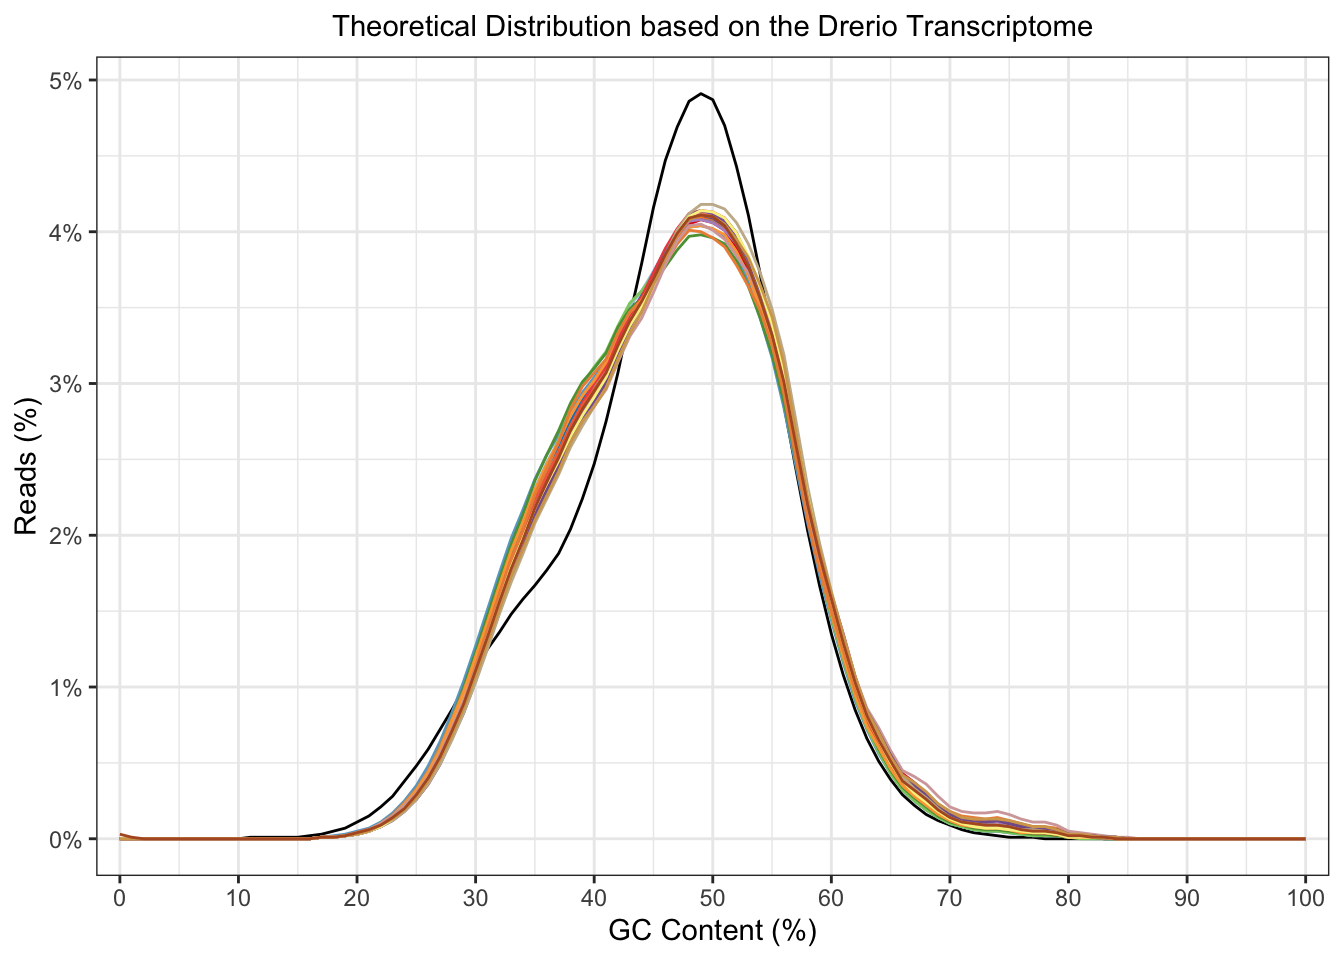 Theoretical Distribution based on the Drerio Transcriptome
5%
4%
3%
2%
1%
0%
Reads (%)
0 10 20 30 40 50 60 70 80 90 100
GC Content (%)